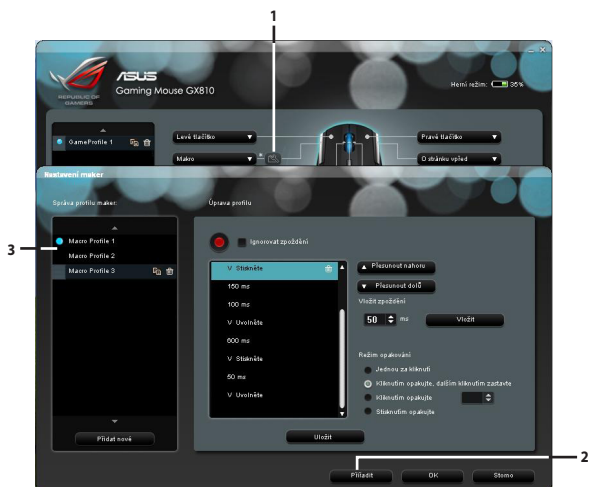 1
REPUBLIC OF
GAMERS
ASUS
Gaming Mouse GX810
Herní režim: 35%
GameProfile 1
Levé tlačítko
Pravé tlačítko
Makro
O stránku vpřed
Nastavení maker
Správa profilu maker:
Úprava profilu
3
Macro Profile 1
Macro Profile 2
Macro Profile 3
Ignorovat zpoždění
V Stiskněte
150 ms
100 ms
V Uvolněte
600 ms
V Stiskněte
50 ms
V Uvolněte
Přesunout nahoru
Přesunout dolů
Vložit zpoždění
50 ms
Vložit
Režim opakování
Jednou za kliknutí
Kliknutím opakujte, dalším kliknutím zastavte
Kliknutím opakujte
Stisknutím opakujte
Přidat nové
Uložit
Přiřadit
OK
Storno
2